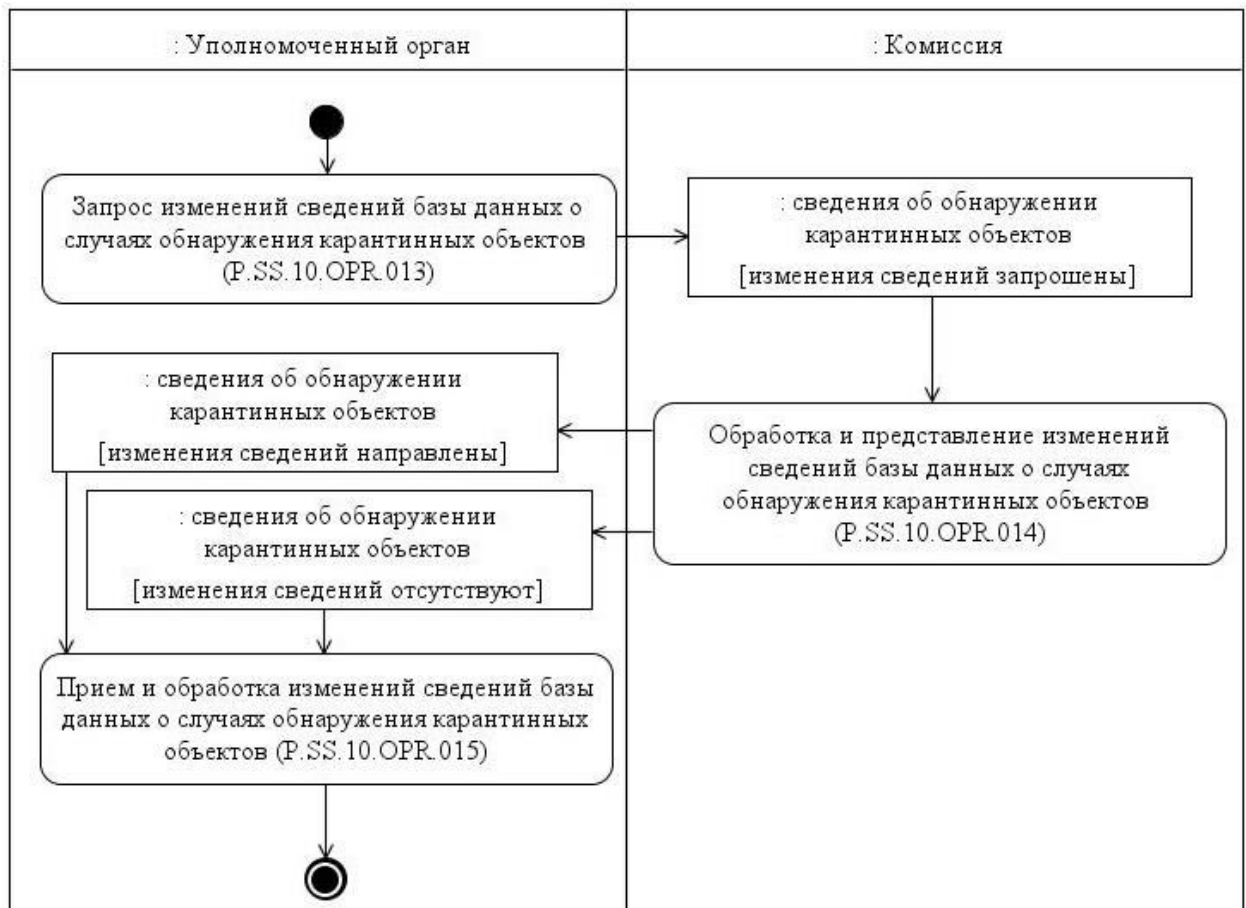 : Уполномоченный орган
: Комиссия
Запрос изменений сведений базы данных о
случаях обнаружения карантинных объектов
(P.SS.10.OPR.013)
: сведения об обнаружении
карантинных объектов
[изменения сведений запрошены]
: сведения об обнаружении
карантинных объектов
[изменения сведений направлены]
Обработка и представление изменений
сведений базы данных о случаях
обнаружения карантинных объектов
(P.SS.10.OPR.014)
: сведения об обнаружении
карантинных объектов
[изменения сведений отсутствуют]
Прием и обработка изменений сведений базы
данных о случаях обнаружения карантинных
объектов (P.SS.10.OPR.015)